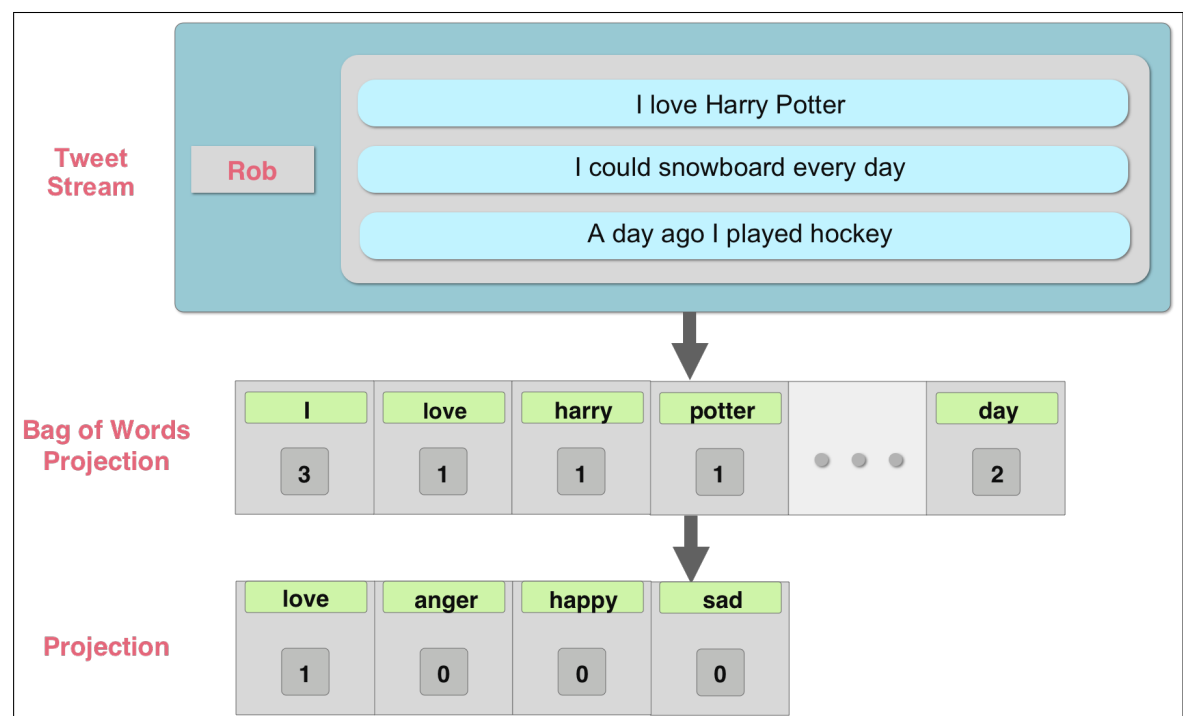 Tweet
Stream
Rob
I love Harry Potter
I could snowboard every day
A day ago I played hockey
Bag of Words
Projection
I love harry potter day
3 1 1 1 2
Projection
love anger happy sad
1 0 0 0